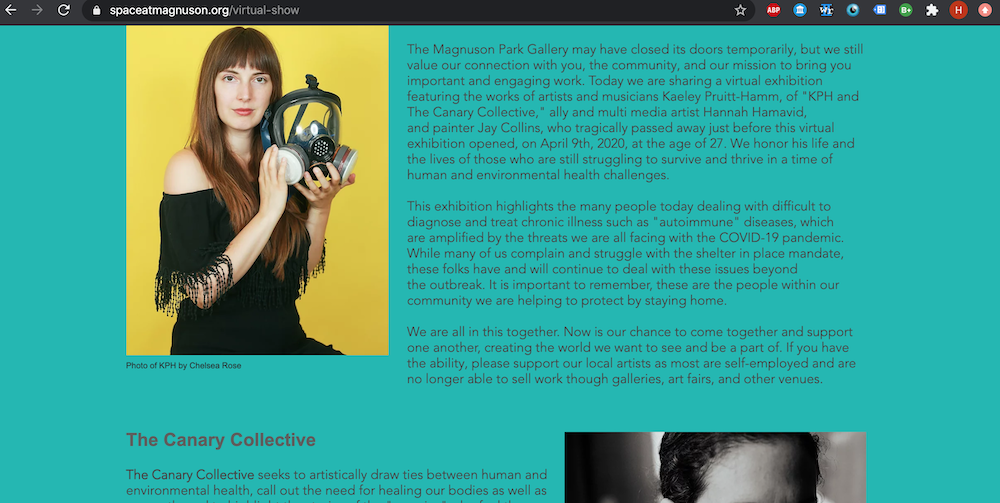 spaceatmagnuson.org/virtual-show
ABP
B+
H
The Magnuson Park Gallery may have closed its doors temporarily, but we still
value our connection with you, the community, and our mission to bring you
important and engaging work. Today we are sharing a virtual exhibition
featuring the works of artists and musicians Kaeley Pruitt-Hamm, of "KPH and
The Canary Collective," ally and multi media artist Hannah Hamavid,
and painter Jay Collins, who tragically passed away just before this virtual
exhibition opened, on April 9th, 2020, at the age of 27. We honor his life and
the lives of those who are still struggling to survive and thrive in a time of
human and environmental health challenges.
This exhibition highlights the many people today dealing with difficult to
diagnose and treat chronic illness such as "autoimmune" diseases, which
are amplified by the threats we are all facing with the COVID-19 pandemic.
While many of us complain and struggle with the shelter in place mandate,
these folks have and will continue to deal with these issues beyond
the outbreak. It is important to remember, these are the people within our
community we are helping to protect by staying home.
We are all in this together. Now is our chance to come together and support
one another, creating the world we want to see and be a part of. If you have
the ability, please support our local artists as most are self-employed and are
no longer able to sell work though galleries, art fairs, and other venues.
Photo of KPH by Chelsea Rose
The Canary Collective
The Canary Collective seeks to artistically draw ties between human and
environmental health, call out the need for healing our bodies as well as